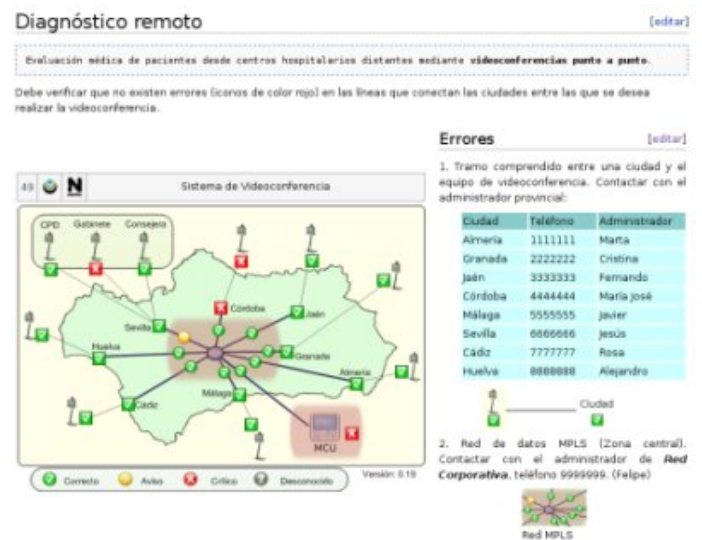 Diagnóstico remoto
[editar]
Evaluación médica de pacientes desde centros hospitalarios distantes mediante videoconferencias punto a punto.
Debe verificar que no existen errores (iconos de color rojo) en las líneas que conectan las ciudades entre las que se desea
realizar la videoconferencia.
49 N Sistema de Videoconferencia
CPD Gabinete Consejera
Córdoba
Jaén
Sevilla
Huelva
Granada
Almería
Málaga
Cádiz
MCU
Correcto Aviso Crítico Desconocido
Versión: 0.19
Errores
[editar]
1. Tramo comprendido entre una ciudad y el
equipo de videoconferencia. Contactar con el
administrador provincial:
Ciudad Teléfono Administrador
Almería 1111111 Marta
Granada 2222222 Cristina
Jaén 3333333 Fernando
Córdoba 4444444 María José
Málaga 5555555 Javier
Sevilla 6666666 Jesús
Cádiz 7777777 Rosa
Huelva 8888888 Alejandro
Ciudad
2. Red de datos MPLS (Zona central).
Contactar con el administrador de Red
Corporativa, teléfono 9999999. (Felipe)
Red MPLS